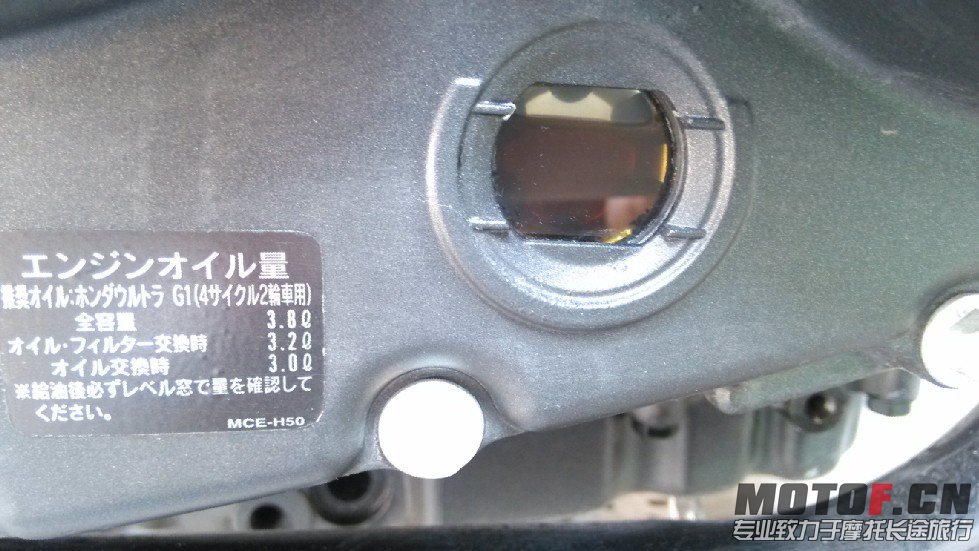 エンジンオイル量
推奨オイル:ホンダウルトラ G1(4サイクル2輪車用)
全容量 3.8ℓ
オイル・フィルター交換時 3.2ℓ
オイル交換時 3.0ℓ
※給油後必ずレベル窓で量を確認して
ください。
MCE-H50
MOTOF.CN
专业致力于摩托长途旅行